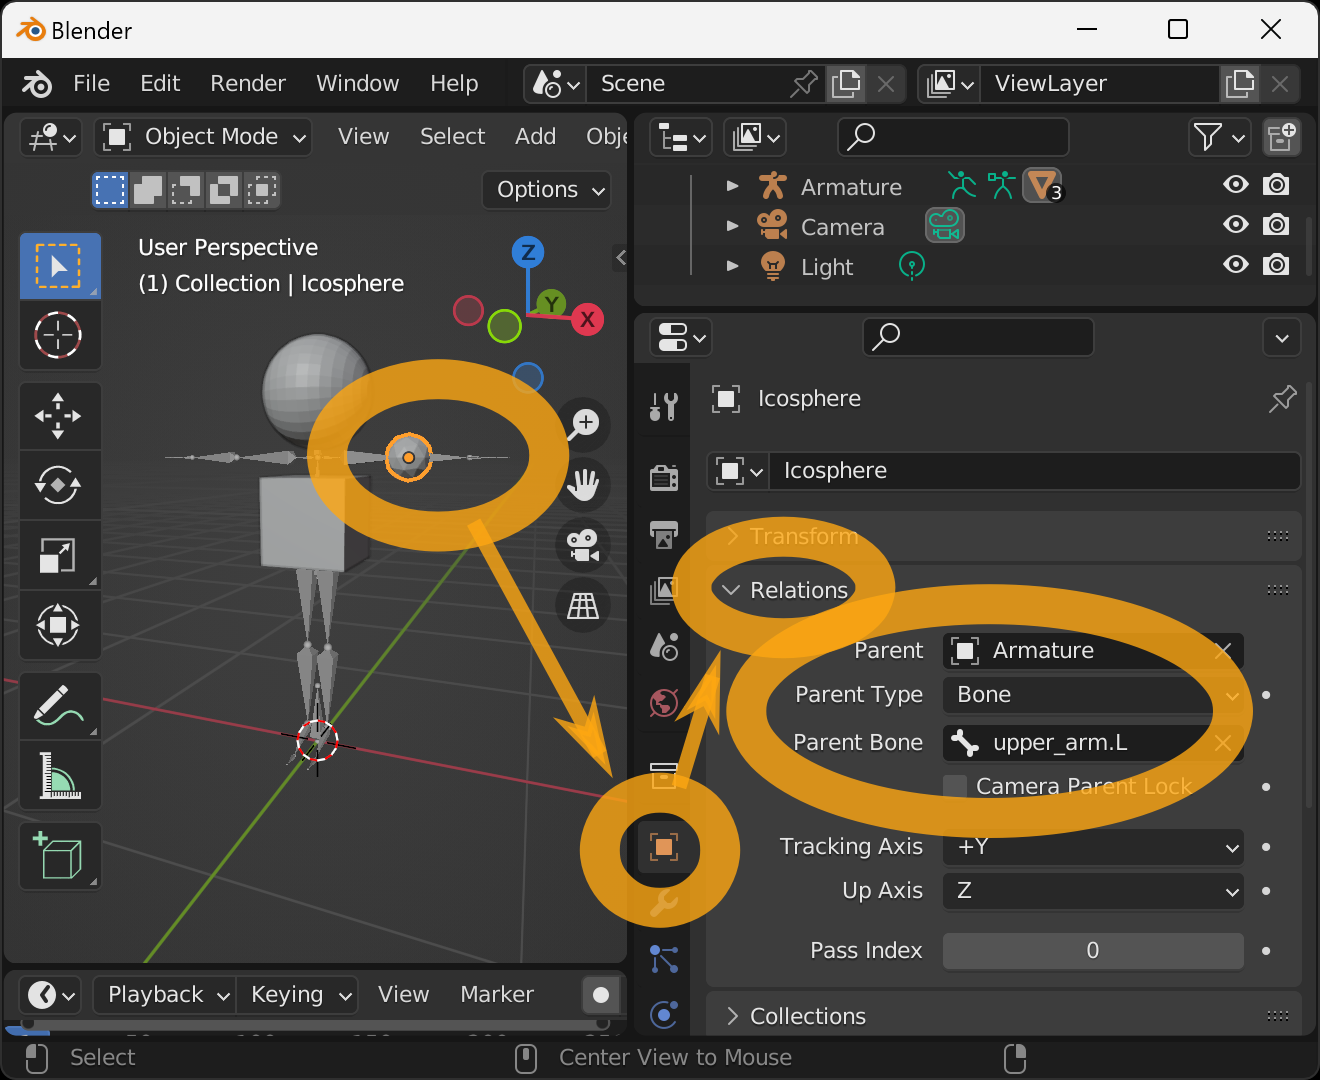 Blender
File Edit Render Window Help Scene ViewLayer
Object Mode View Select Add Obje
Options
User Perspective
(1) Collection | Icosphere
Z
Y
X
Armature 3
Camera
Light
Icosphere
Icosphere
Transform
Relations
Parent Armature
Parent Type Bone
Parent Bone upper_arm.L
Camera Parent Lock
Tracking Axis +Y
Up Axis Z
Pass Index 0
Collections
Playback Keying View Marker
Select Center View to Mouse